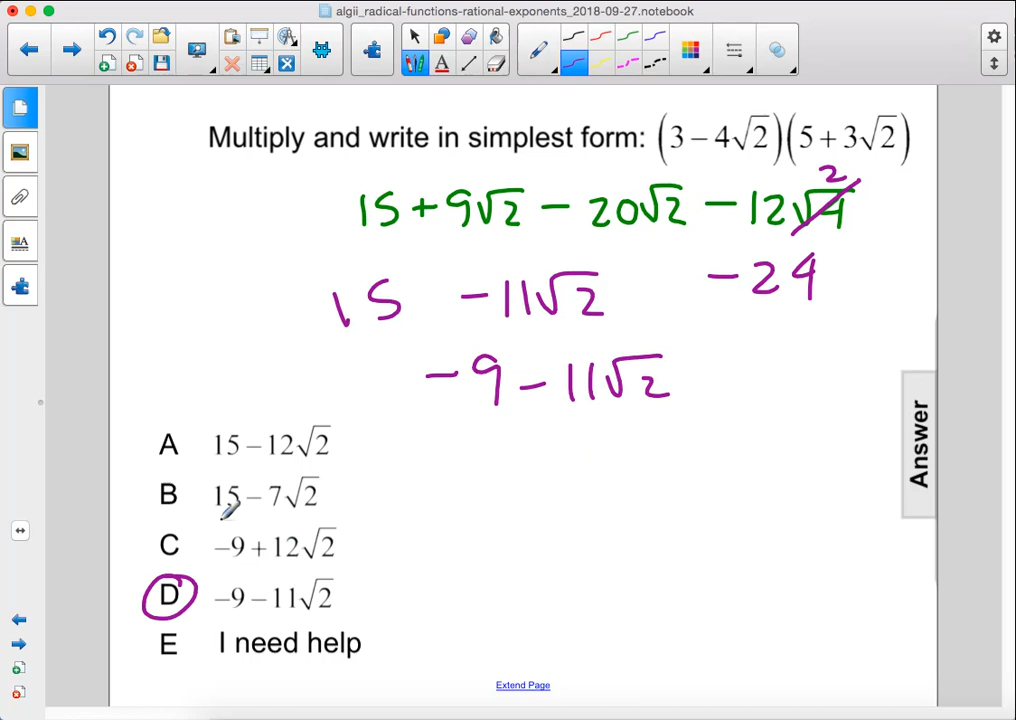 algii_radical-functions-rational-exponents_2018-09-27.notebook
Multiply and write in simplest form: (3 – 4√2)(5 + 3√2)
2
15 + 9√2 – 20√2 – 12√4
– 24
15 – 11√2
– 9 – 11√2
A 15 – 12√2
B 15 – 7√2
C –9 + 12√2
D –9 – 11√2
E I need help
Answer
Extend Page